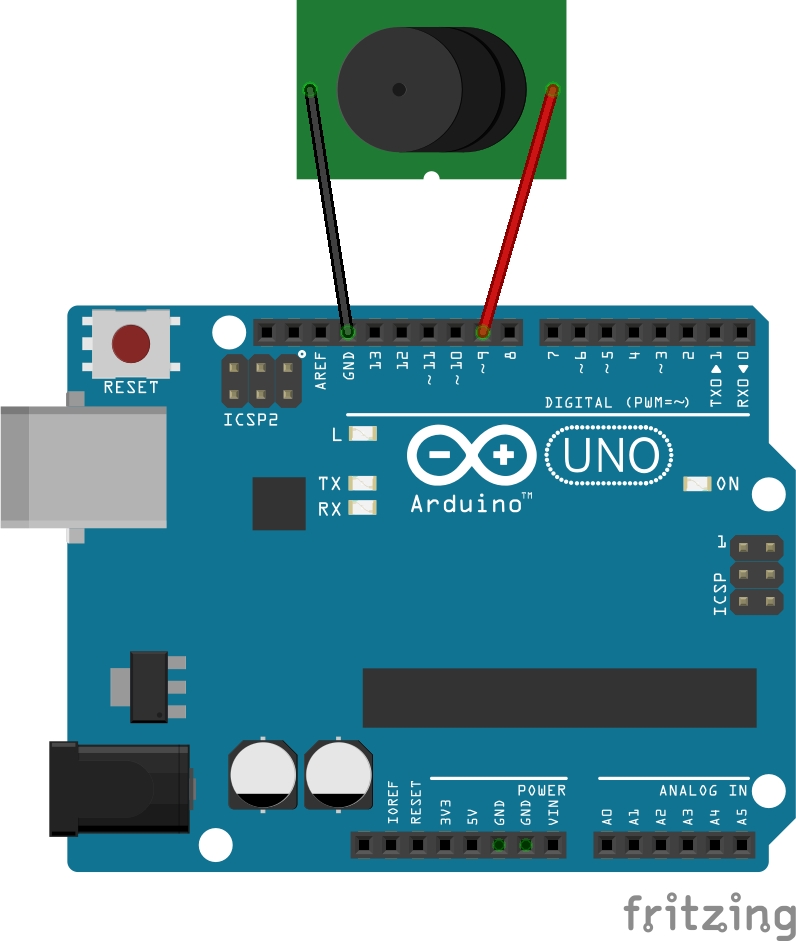 RESET
ICSP2
AREF
GND
13
12
~11
~10
~9
8
7
~6
~5
4
~3
2
TX0▶1
RX0◀0
DIGITAL (PWM=~)
L
TX
RX
Arduino™
UNO
ON
1
ICSP
IOREF
RESET
3V3
5V
GND
GND
VIN
POWER
ANALOG IN
A0
A1
A2
A3
A4
A5
fritzing